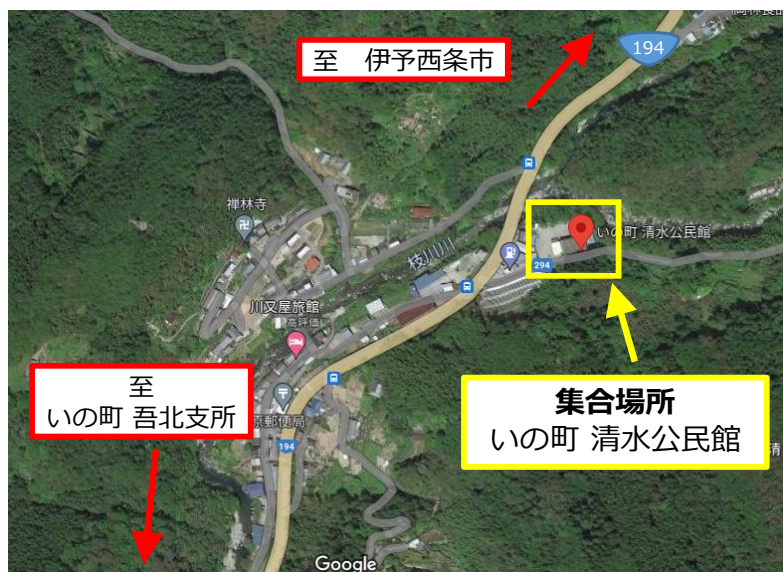 194
至　伊予西条市
禅林寺
いの町 清水公民館
枝川川
294
川又屋旅館
高評価
至
いの町 吾北支所
集合場所
いの町 清水公民館
原郵便局
194
清
Google